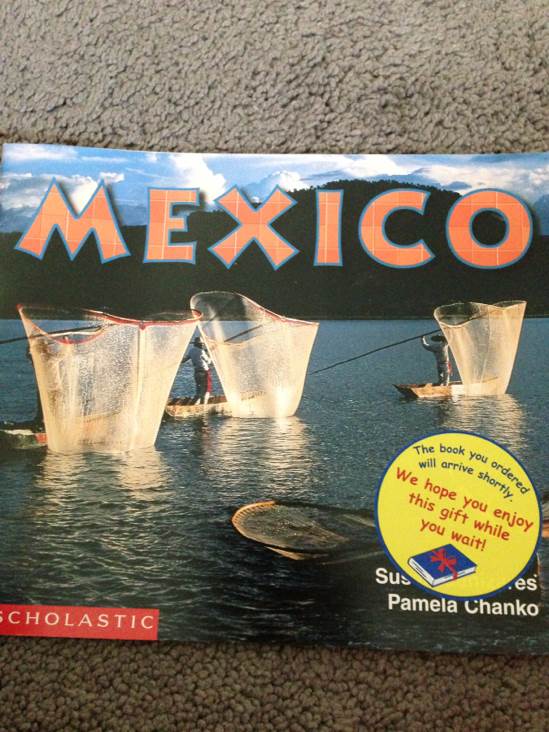 MEXICO
The book you ordered
will arrive shortly.
We hope you enjoy
this gift while
you wait!
Pamela Chanko
SCHOLASTIC